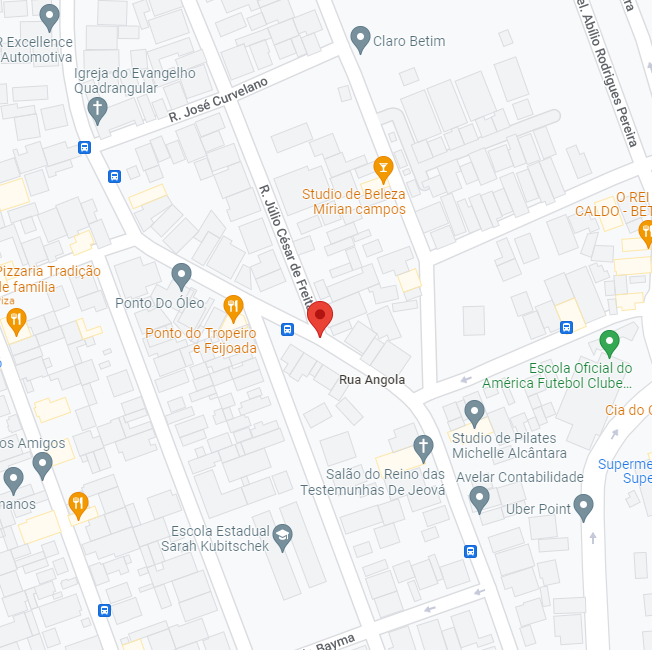 R Excellence
Automotiva
Claro Betim
el. Abílio Rodrigues Pereira
Igreja do Evangelho
Quadrangular
R. José Curvelano
Studio de Beleza
Mírian campos
O REI
CALDO - BET
R. Júlio César de Freit
Pizzaria Tradição
de família
Ponto Do Óleo
Ponto do Tropeiro
e Feijoada
Rua Angola
Escola Oficial do
América Futebol Clube...
Cia do
os Amigos
Studio de Pilates
Michelle Alcântara
Salão do Reino das
Testemunhas De Jeová
Avelar Contabilidade
Superme
Supe
manos
Uber Point
Escola Estadual
Sarah Kubitschek
Bayma